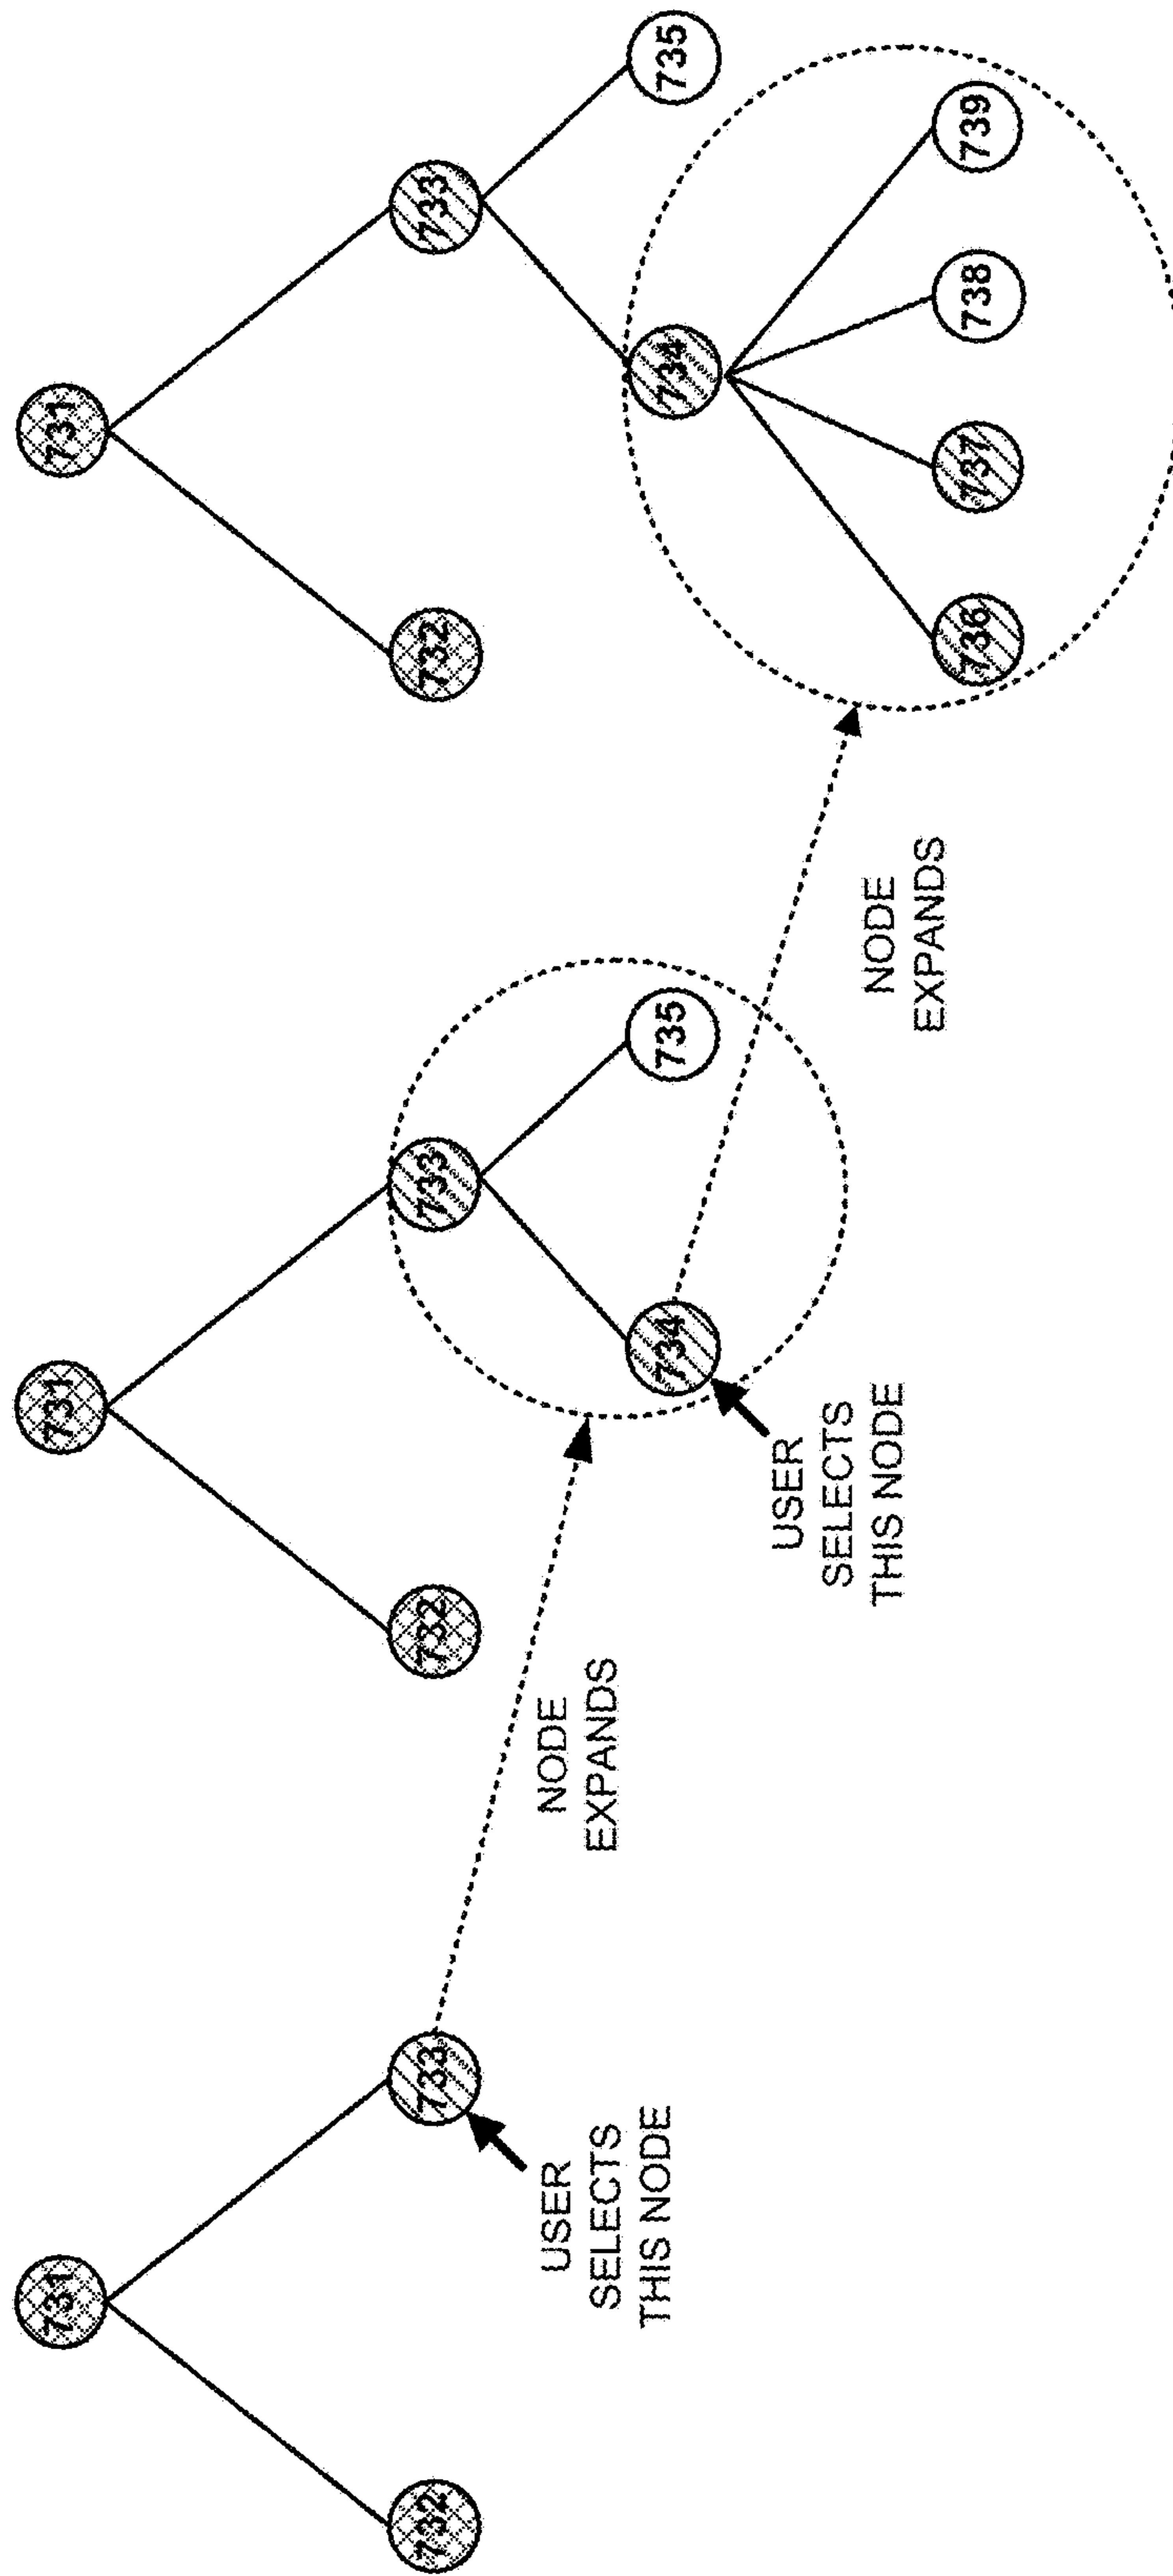 731
732
733
USER
SELECTS
THIS NODE
NODE
EXPANDS
731
732
733
734
735
USER
SELECTS
THIS NODE
NODE
EXPANDS
731
732
733
734
735
736
737
738
739